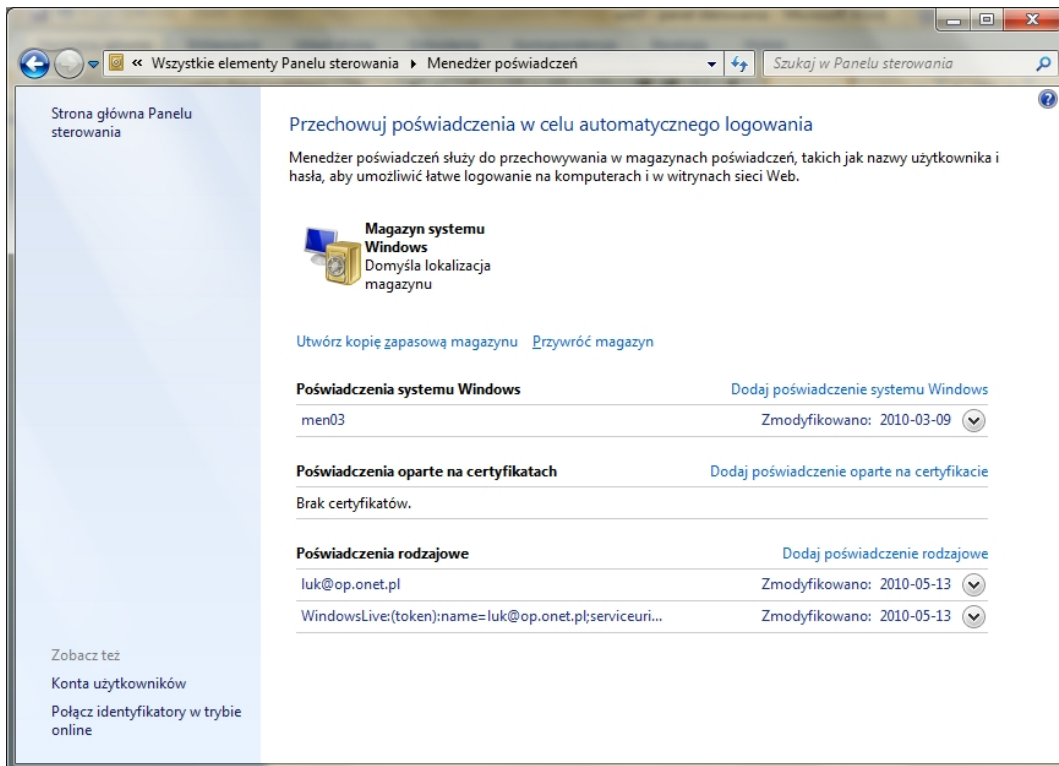 « Wszystkie elementy Panelu sterowania ▸ Menedżer poświadczeń
Szukaj w Panelu sterowania
Strona główna Panelu
sterowania
Przechowuj poświadczenia w celu automatycznego logowania
Menedżer poświadczeń służy do przechowywania w magazynach poświadczeń, takich jak nazwy użytkownika i
hasła, aby umożliwić łatwe logowanie na komputerach i w witrynach sieci Web.
Magazyn systemu
Windows
Domyśla lokalizacja
magazynu
Utwórz kopię zapasową magazynu Przywróć magazyn
Poświadczenia systemu Windows Dodaj poświadczenie systemu Windows
men03 Zmodyfikowano: 2010-03-09
Poświadczenia oparte na certyfikatach Dodaj poświadczenie oparte na certyfikacie
Brak certyfikatów.
Poświadczenia rodzajowe Dodaj poświadczenie rodzajowe
luk@op.onet.pl Zmodyfikowano: 2010-05-13
WindowsLive:(token):name=luk@op.onet.pl;serviceuri... Zmodyfikowano: 2010-05-13
Zobacz też
Konta użytkowników
Połącz identyfikatory w trybie
online